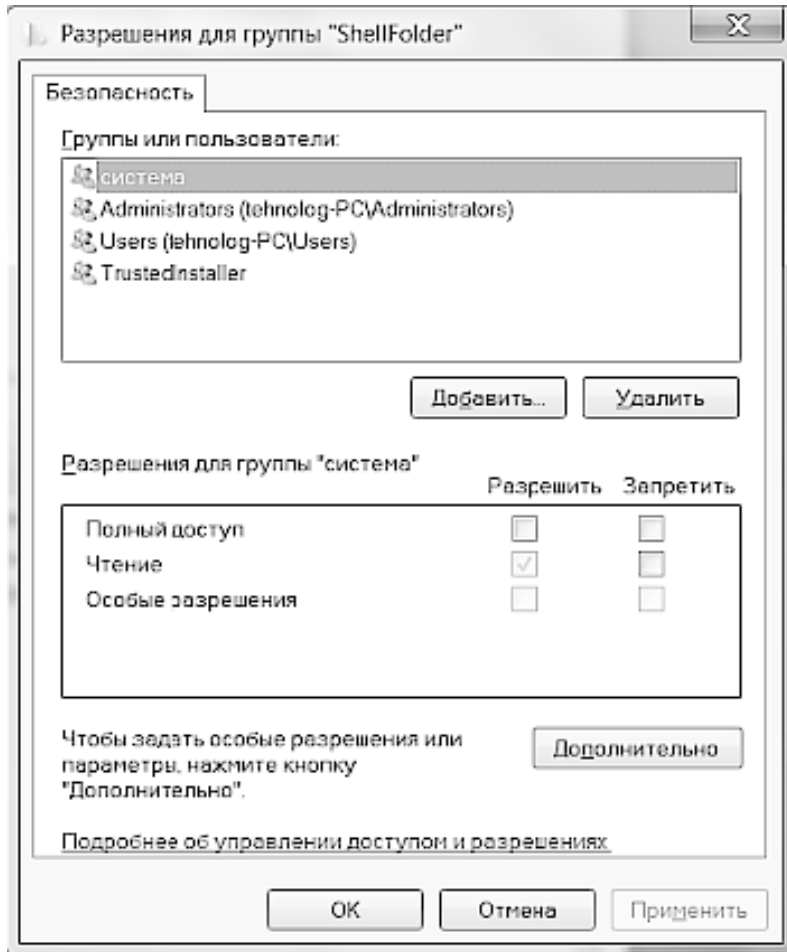 Разрешения для группы "ShellFolder"
Безопасность
Группы или пользователи:
система
Administrators (tehnolog-PC\Administrators)
Users (tehnolog-PC\Users)
TrustedInstaller
Добавить... Удалить
Разрешения для группы "система"
Разрешить Запретить
Полный доступ
Чтение
Особые разрешения
Чтобы задать особые разрешения или
параметры, нажмите кнопку
"Дополнительно".
Дополнительно
Подробнее об управлении доступом и разрешениях
ОК Отмена Применить